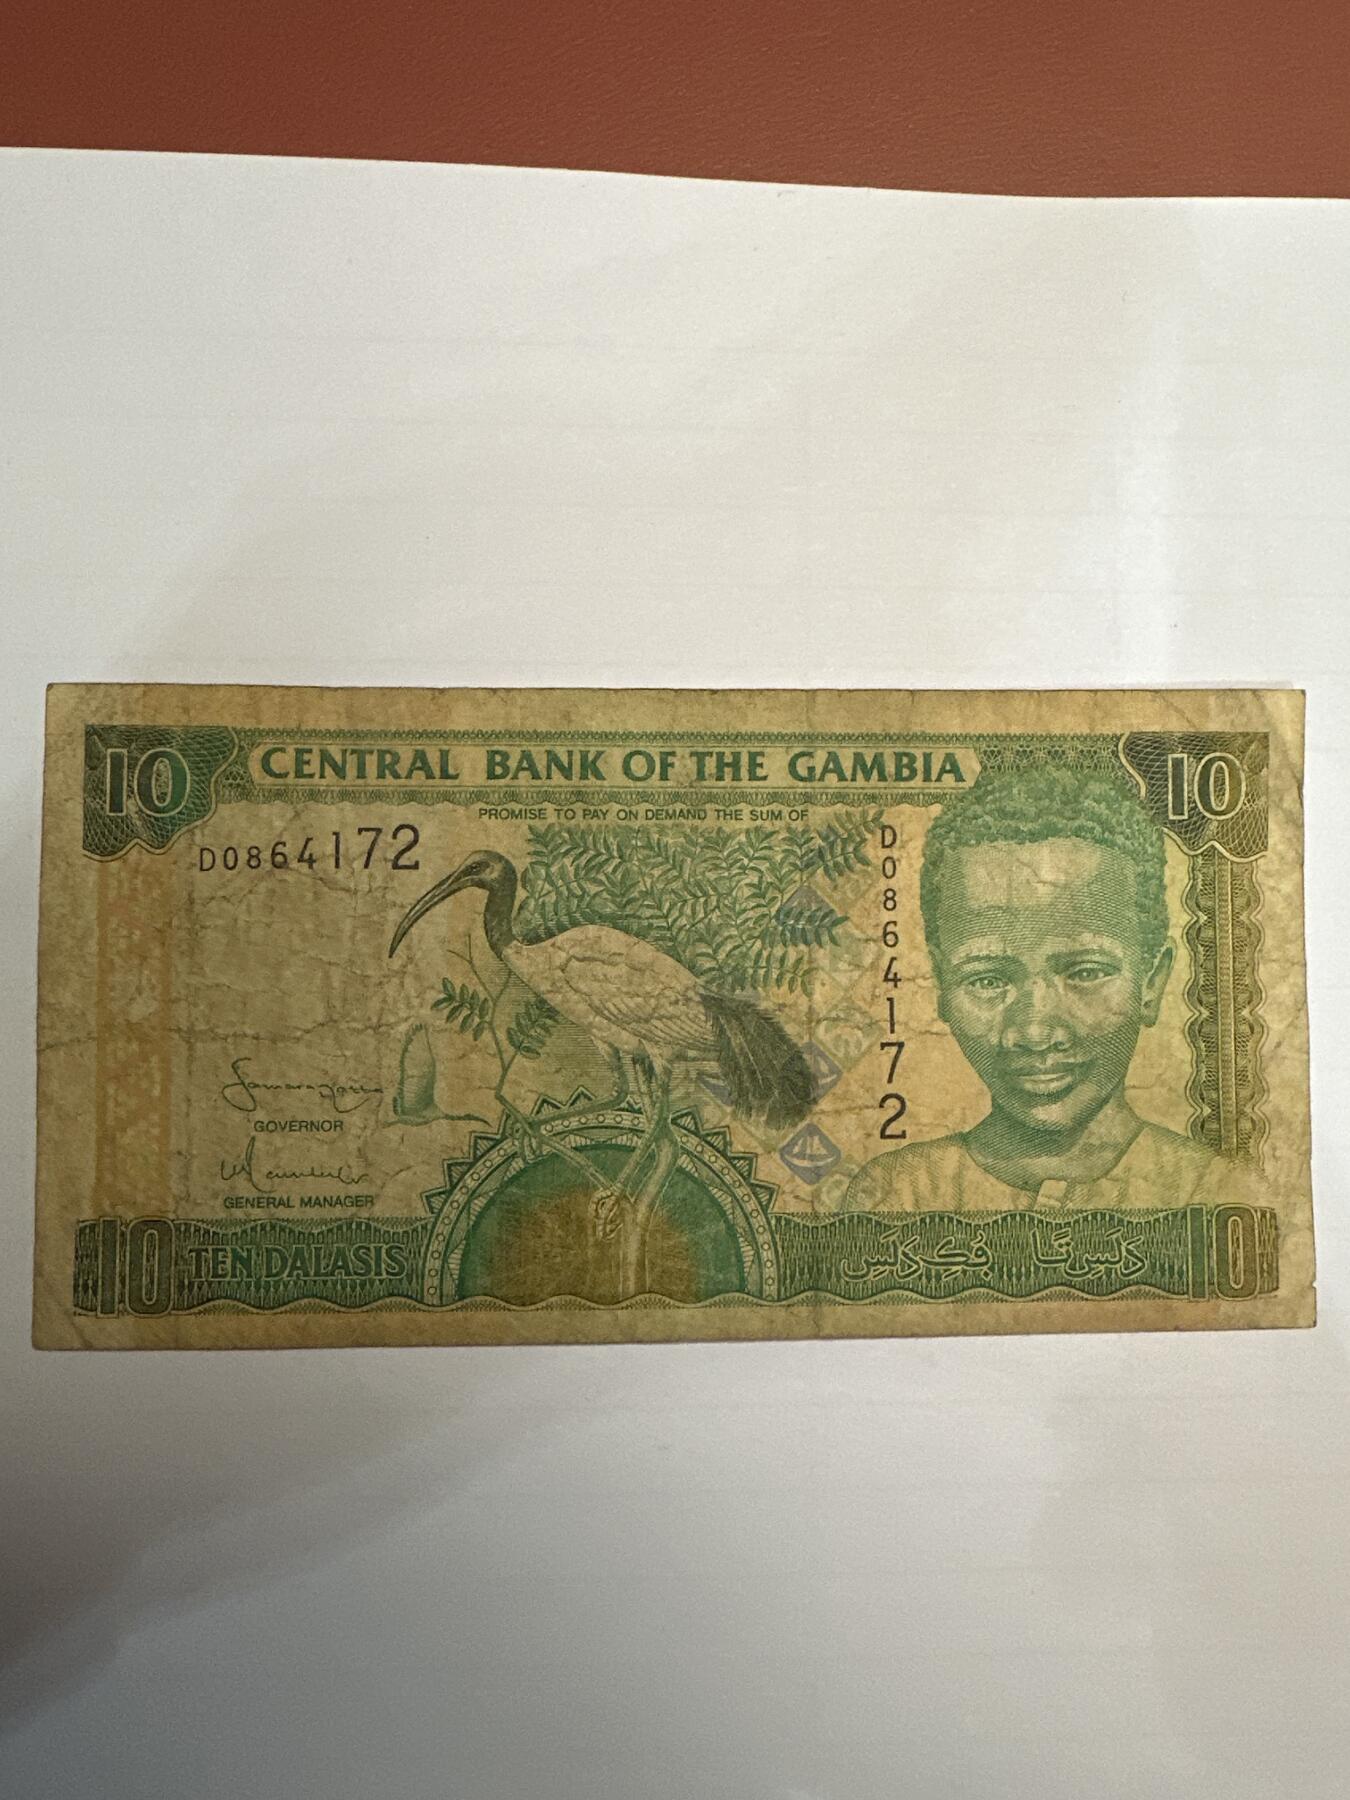 10 CENTRAL BANK OF THE GAMBIA 10
PROMISE TO PAY ON DEMAND THE SUM OF
D0864172
D0864172
GOVERNOR
GENERAL MANAGER
10 TEN DALASIS 10